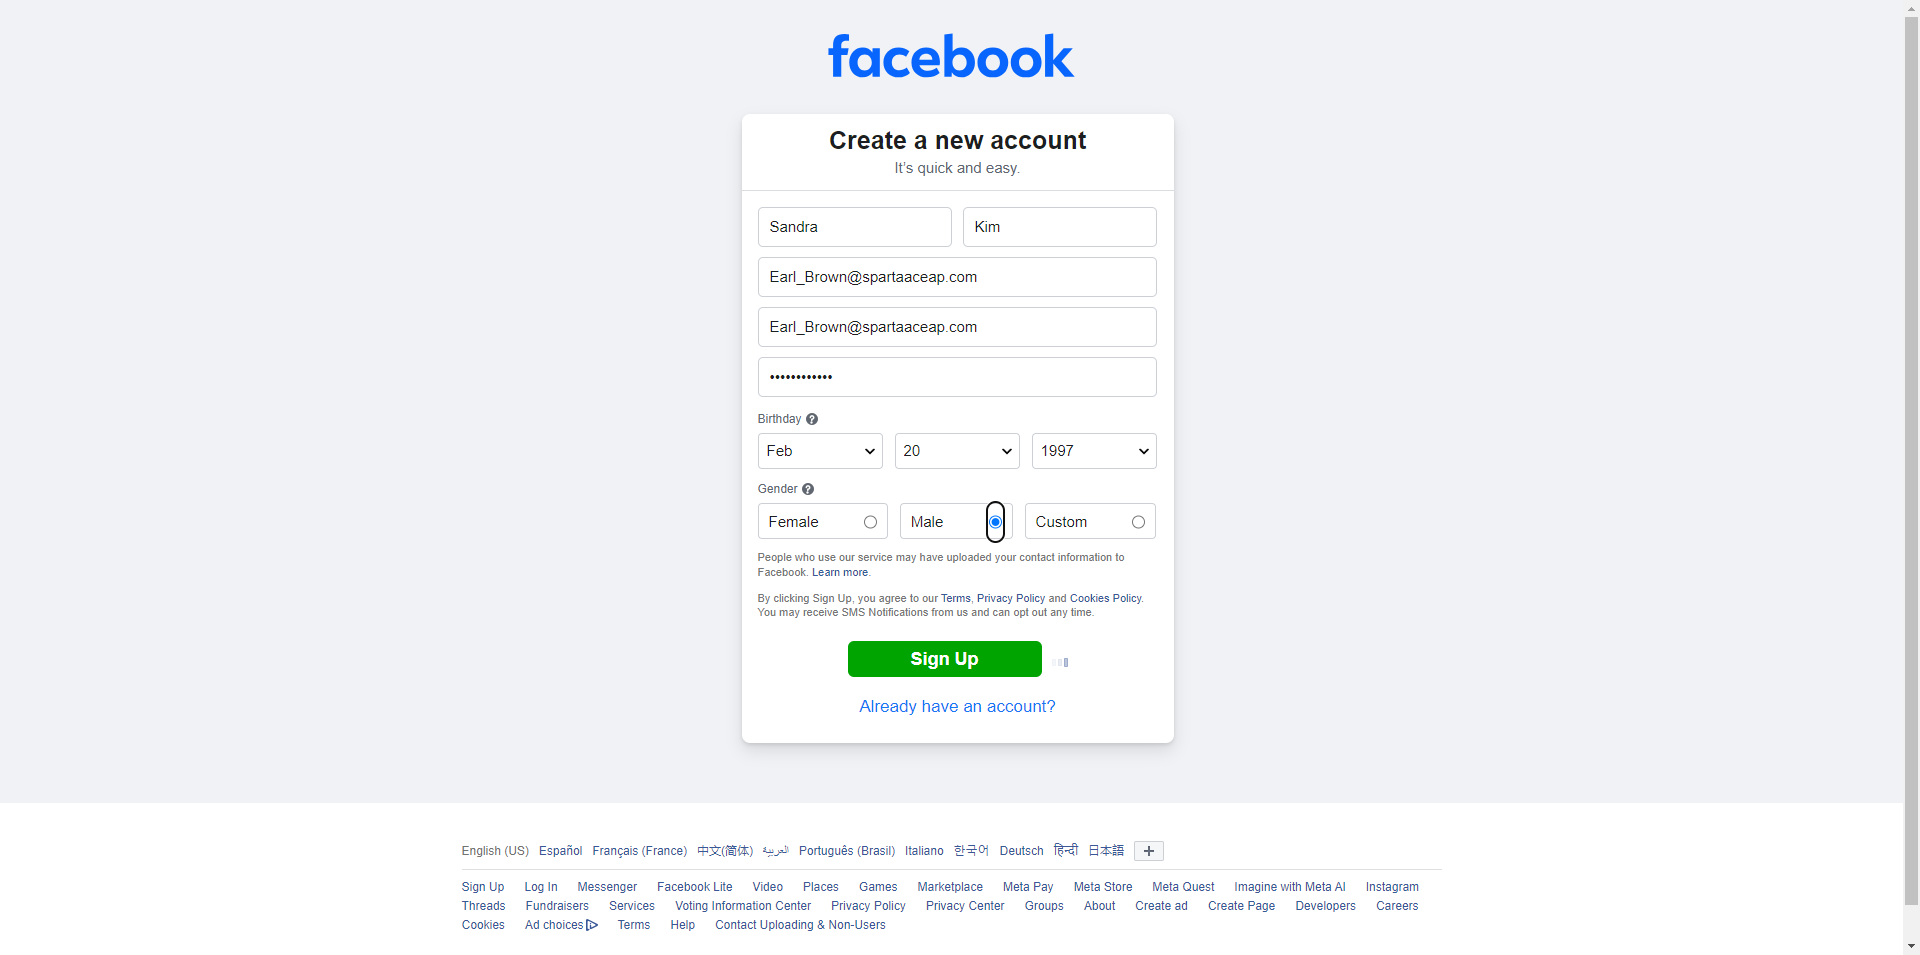 facebook
Create a new account
It's quick and easy.
Sandra Kim
Earl_Brown@spartaaceap.com
Earl_Brown@spartaaceap.com
••••••••••••
Birthday ?
Feb 20 1997
Gender ?
Female Male Custom
People who use our service may have uploaded your contact information to
Facebook. Learn more.
By clicking Sign Up, you agree to our Terms, Privacy Policy and Cookies Policy.
You may receive SMS Notifications from us and can opt out any time.
Sign Up
Already have an account?
English (US) Español Français (France) 中文(简体) العربية Português (Brasil) Italiano 한국어 Deutsch हिन्दी 日本語 +
Sign Up Log In Messenger Facebook Lite Video Places Games Marketplace Meta Pay Meta Store Meta Quest Imagine with Meta AI Instagram
Threads Fundraisers Services Voting Information Center Privacy Policy Privacy Center Groups About Create ad Create Page Developers Careers
Cookies Ad choices Terms Help Contact Uploading & Non-Users